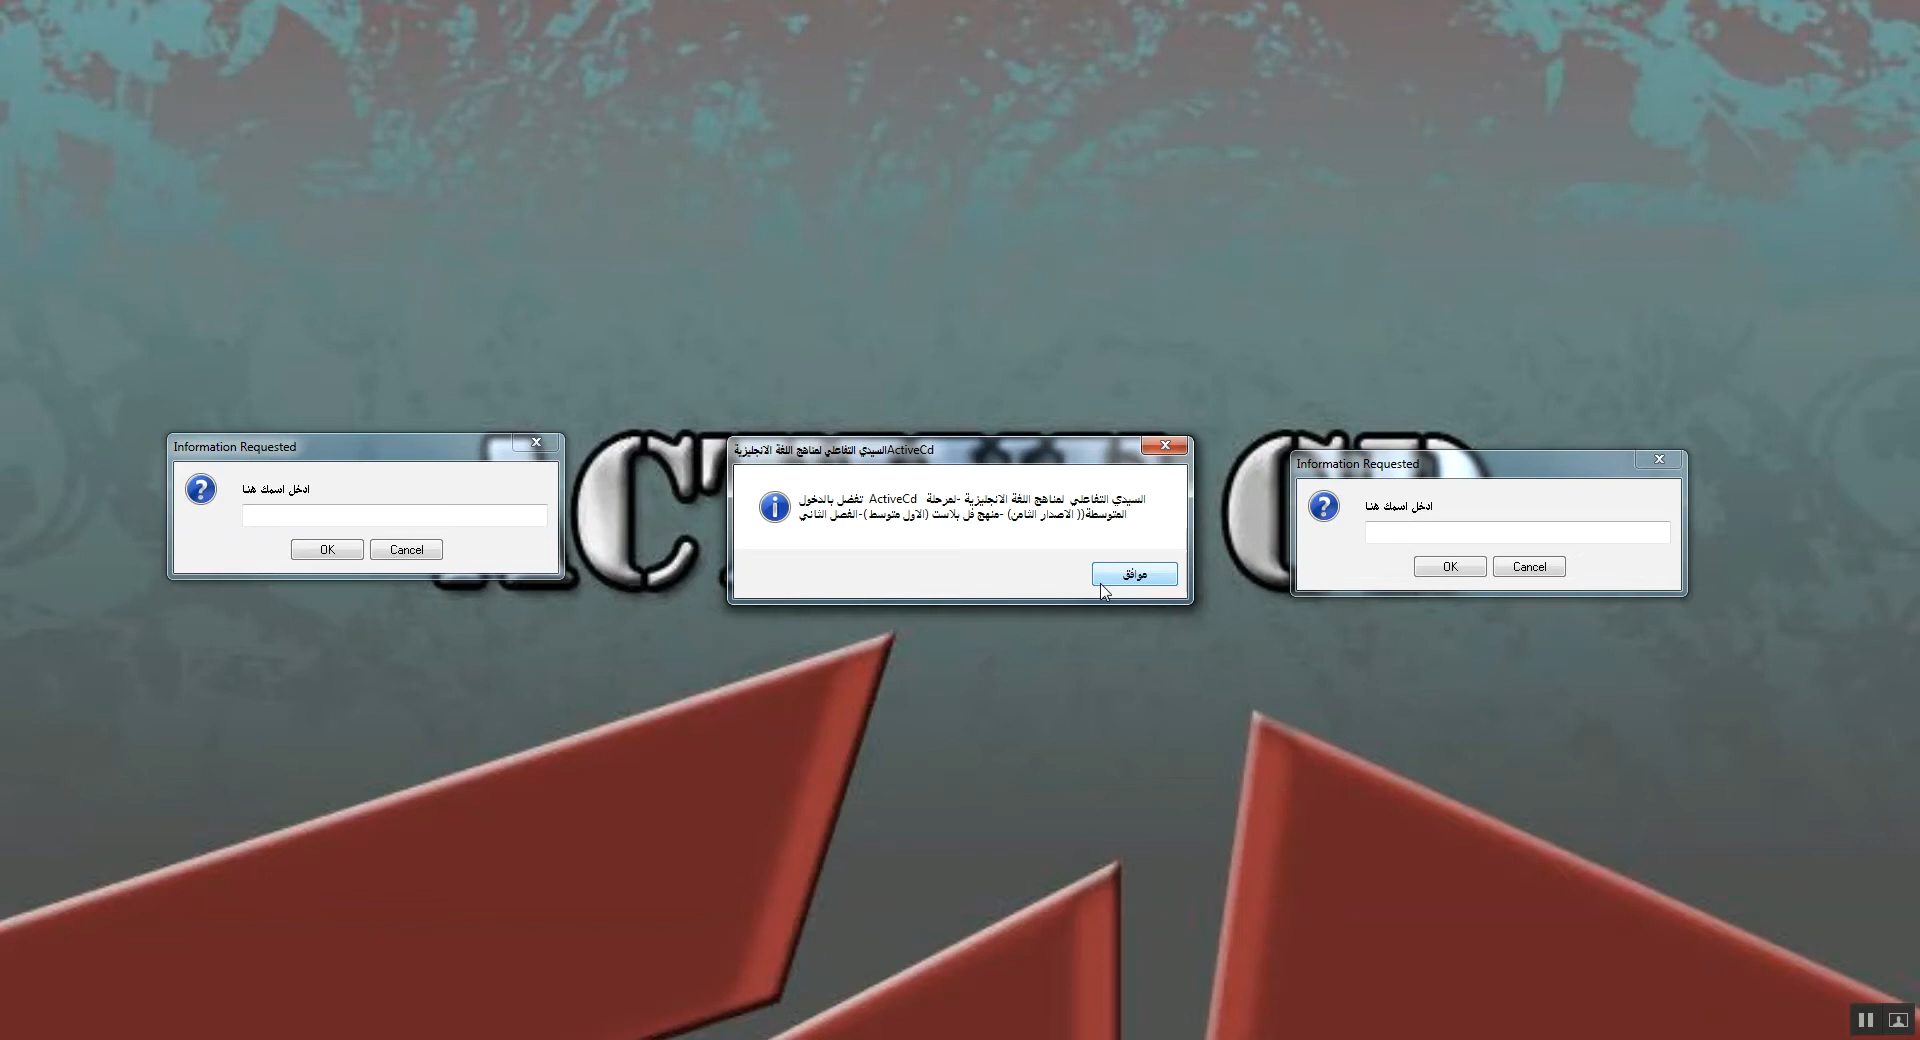 Information Requested
ادخل اسمك هنا
OK
Cancel
السيدي التفاعلي لمناهج اللغة الانجليزيةActiveCd
السيدي التفاعلي لمناهج اللغة الانجليزية -لمرحلة ActiveCd تفضل بالدخول
المتوسطة(( الاصدار الثامن) -منهج فل بلاست (الاول متوسط)-الفصل الثاني
موافق
Information Requested
ادخل اسمك هنا
OK
Cancel